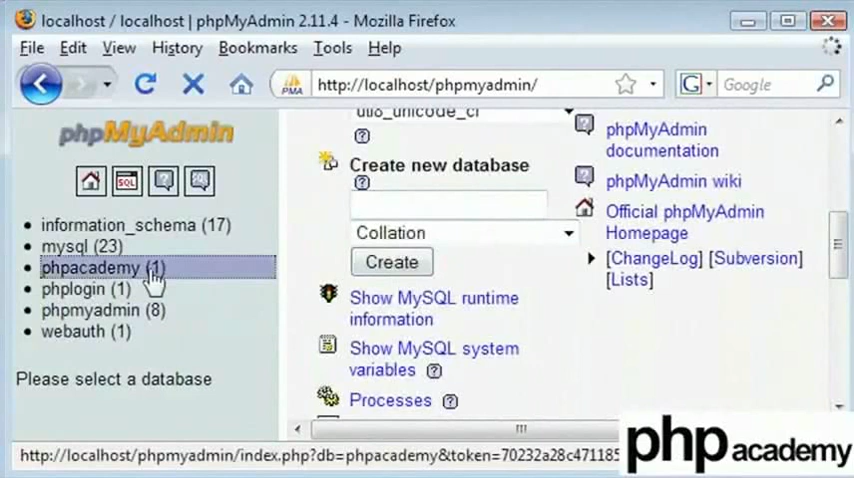 localhost / localhost | phpMyAdmin 2.11.4 - Mozilla Firefox
File Edit View History Bookmarks Tools Help
PMA http://localhost/phpmyadmin/ G Google
phpMyAdmin
SQL
information_schema (17)
mysql (23)
phpacademy (1)
phplogin (1)
phpmyadmin (8)
webauth (1)
Please select a database
utf8_unicode_ci
Create new database
Collation
Create
Show MySQL runtime
information
Show MySQL system
variables
Processes
phpMyAdmin
documentation
phpMyAdmin wiki
Official phpMyAdmin
Homepage
[ChangeLog] [Subversion]
[Lists]
http://localhost/phpmyadmin/index.php?db=phpacademy&token=70232a28c471185
php academy